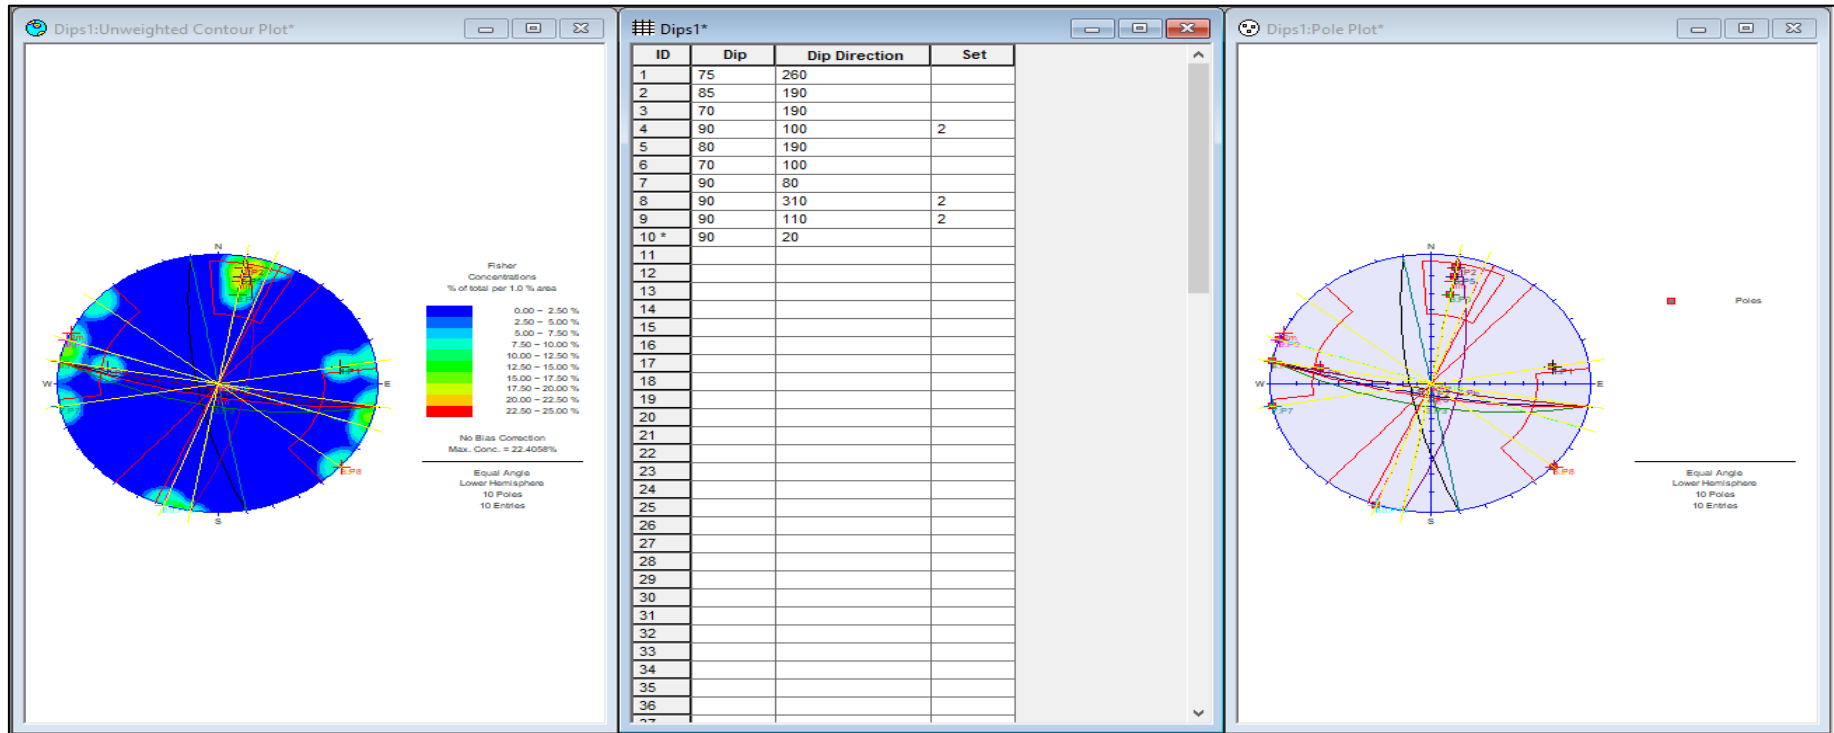 Dips1:Unweighted Contour Plot*
N
W
E
S
Fisher
Concentrations
% of total per 1.0 % area
0.00 ~ 2.50 %
2.50 ~ 5.00 %
5.00 ~ 7.50 %
7.50 ~ 10.00 %
10.00 ~ 12.50 %
12.50 ~ 15.00 %
15.00 ~ 17.50 %
17.50 ~ 20.00 %
20.00 ~ 22.50 %
22.50 ~ 25.00 %
No Bias Correction
Max. Conc. = 22.4058%
Equal Angle
Lower Hemisphere
10 Poles
10 Entries
Dips1*
ID Dip Dip Direction Set
1 75 260
2 85 190
3 70 190
4 90 100 2
5 80 190
6 70 100
7 90 80
8 90 310 2
9 90 110 2
10 * 90 20
11
12
13
14
15
16
17
18
19
20
21
22
23
24
25
26
27
28
29
30
31
32
33
34
35
36
Dips1:Pole Plot*
N
W
E
S
Poles
Equal Angle
Lower Hemisphere
10 Poles
10 Entries